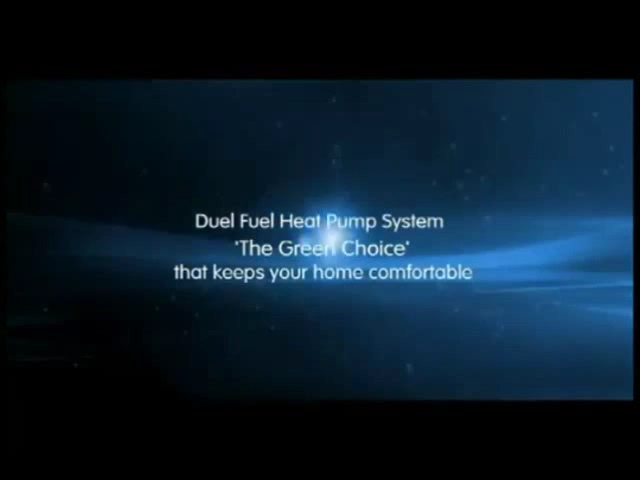 Duel Fuel Heat Pump System
'The Green Choice'
that keeps your home comfortable